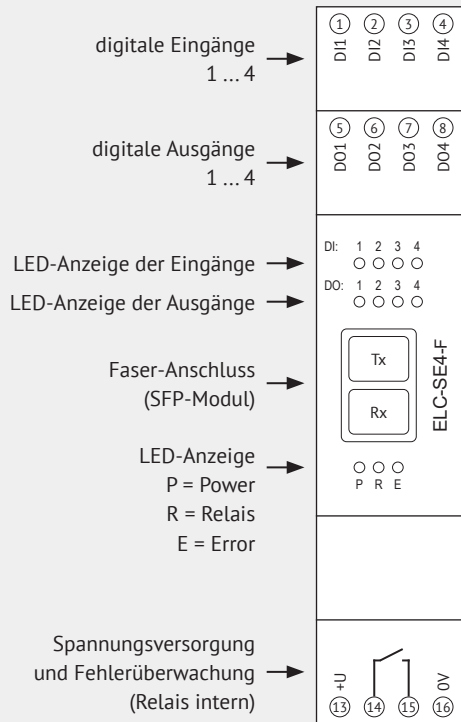 digitale Eingänge
1 ... 4
1 2 3 4
DI1 DI2 DI3 DI4
digitale Ausgänge
1 ... 4
5 6 7 8
DO1 DO2 DO3 DO4
LED-Anzeige der Eingänge
DI: 1 2 3 4
LED-Anzeige der Ausgänge
DO: 1 2 3 4
Faser-Anschluss
(SFP-Modul)
Tx
Rx
ELC-SE4-F
LED-Anzeige
P = Power
R = Relais
E = Error
P R E
Spannungsversorgung
und Fehlerüberwachung
(Relais intern)
+U 0V
13 14 15 16